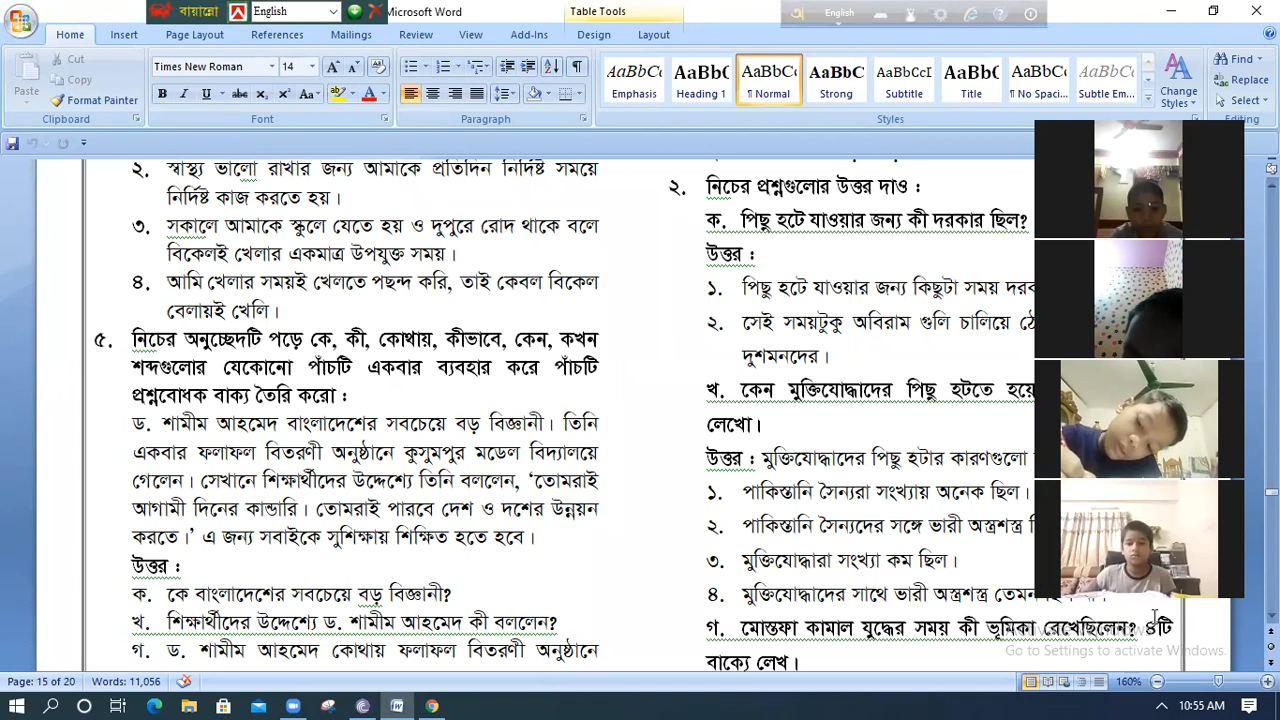 বায়ান্নো
English
Microsoft Word
Table Tools
English
Home
Insert
Page Layout
References
Mailings
Review
View
Add-Ins
Design
Layout
Paste
Cut
Copy
Format Painter
Clipboard
Times New Roman
14
Font
Paragraph
AaBbCc
Emphasis
AaBbC
Heading 1
AaBbCc
¶ Normal
AaBbC
Strong
AaBbCcI
Subtitle
AaBbC
Title
AaBbCc
¶ No Spaci...
AaBbCc
Subtle Em...
Styles
Change
Styles
Find
Replace
Select
Editing
২. স্বাস্থ্য ভালো রাখার জন্য আমাকে প্রতিদিন নির্দিষ্ট সময়ে
নির্দিষ্ট কাজ করতে হয়।
৩. সকালে আমাকে স্কুলে যেতে হয় ও দুপুরে রোদ থাকে বলে
বিকেলই খেলার একমাত্র উপযুক্ত সময়।
৪. আমি খেলার সময়ই খেলতে পছন্দ করি, তাই কেবল বিকেল
বেলায়ই খেলি।
৫. নিচের অনুচ্ছেদটি পড়ে কে, কী, কোথায়, কীভাবে, কেন, কখন
শব্দগুলোর যেকোনো পাঁচটি একবার ব্যবহার করে পাঁচটি
প্রশ্নবোধক বাক্য তৈরি করো :
ড. শামীম আহমেদ বাংলাদেশের সবচেয়ে বড় বিজ্ঞানী। তিনি
একবার ফলাফল বিতরণী অনুষ্ঠানে কুসুমপুর মডেল বিদ্যালয়ে
গেলেন। সেখানে শিক্ষার্থীদের উদ্দেশ্যে তিনি বললেন, ‘তোমরাই
আগামী দিনের কান্ডারি। তোমরাই পারবে দেশ ও দশের উন্নয়ন
করতে।’ এ জন্য সবাইকে সুশিক্ষায় শিক্ষিত হতে হবে।
উত্তর :
ক. কে বাংলাদেশের সবচেয়ে বড় বিজ্ঞানী?
খ. শিক্ষার্থীদের উদ্দেশ্যে ড. শামীম আহমেদ কী বললেন?
গ. ড. শামীম আহমেদ কোথায় ফলাফল বিতরণী অনুষ্ঠানে
২. নিচের প্রশ্নগুলোর উত্তর দাও :
ক. পিছু হটে যাওয়ার জন্য কী দরকার ছিল?
উত্তর :
১. পিছু হটে যাওয়ার জন্য কিছুটা সময়
২. সেই সময়টুকু অবিরাম গুলি চালিয়ে
দুশমনদের।
খ. কেন মুক্তিযোদ্ধাদের পিছু হটতে
লেখো।
উত্তর : মুক্তিযোদ্ধাদের পিছু হটার কারণগুলো
১. পাকিস্তানি সৈন্যরা সংখ্যায় অনেক ছিল।
২. পাকিস্তানি সৈন্যদের সঙ্গে ভারী অস্ত্রশস্ত্র
৩. মুক্তিযোদ্ধারা সংখ্যা কম ছিল।
৪. মুক্তিযোদ্ধাদের সাথে ভারী অস্ত্রশস্ত্র তেমন
গ. মোস্তফা কামাল যুদ্ধের সময় কী ভূমিকা রেখেছিলেন? ৪টি
বাক্যে লেখ।
Go to Settings to activate Windows.
Page: 15 of 20
Words: 11,056
160%
10:55 AM